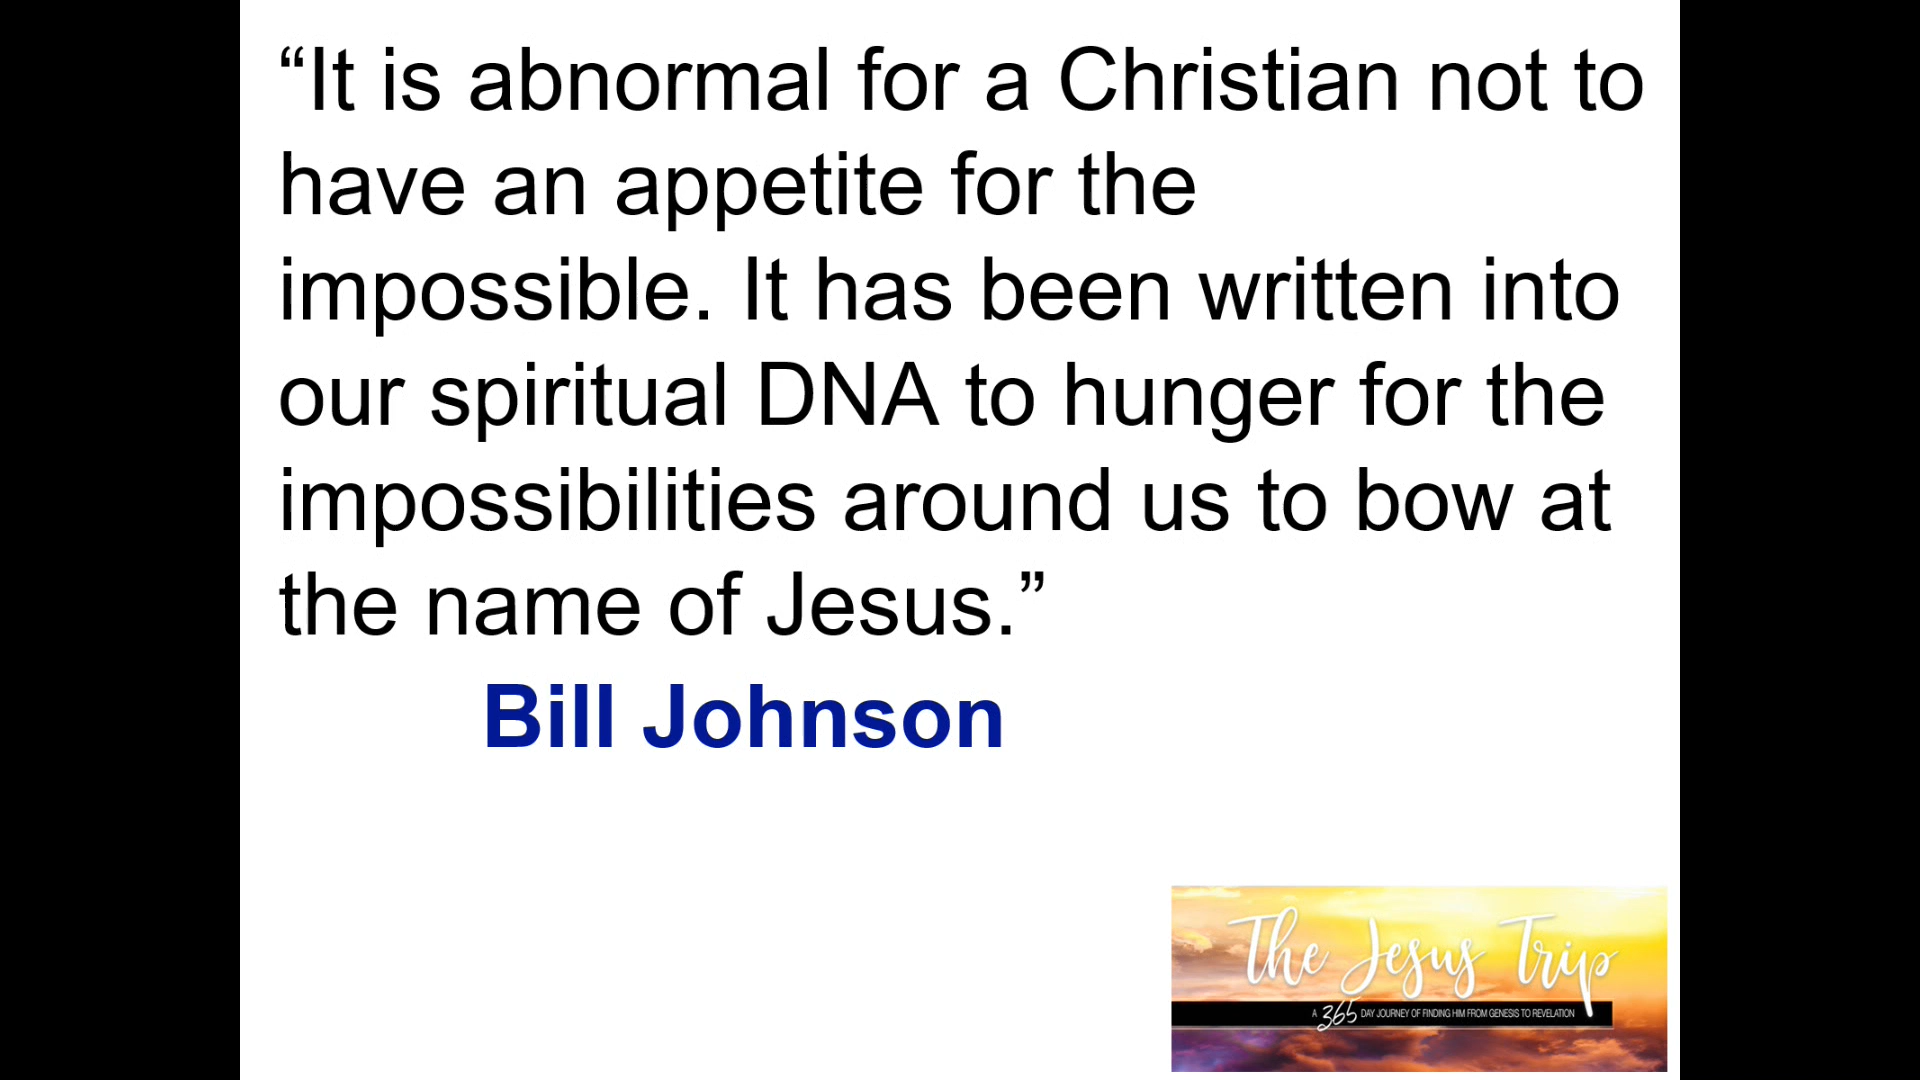 “It is abnormal for a Christian not to
have an appetite for the
impossible. It has been written into
our spiritual DNA to hunger for the
impossibilities around us to bow at
the name of Jesus.”
Bill Johnson
The Jesus Trip
A 365 DAY JOURNEY OF FINDING HIM FROM GENESIS TO REVELATION